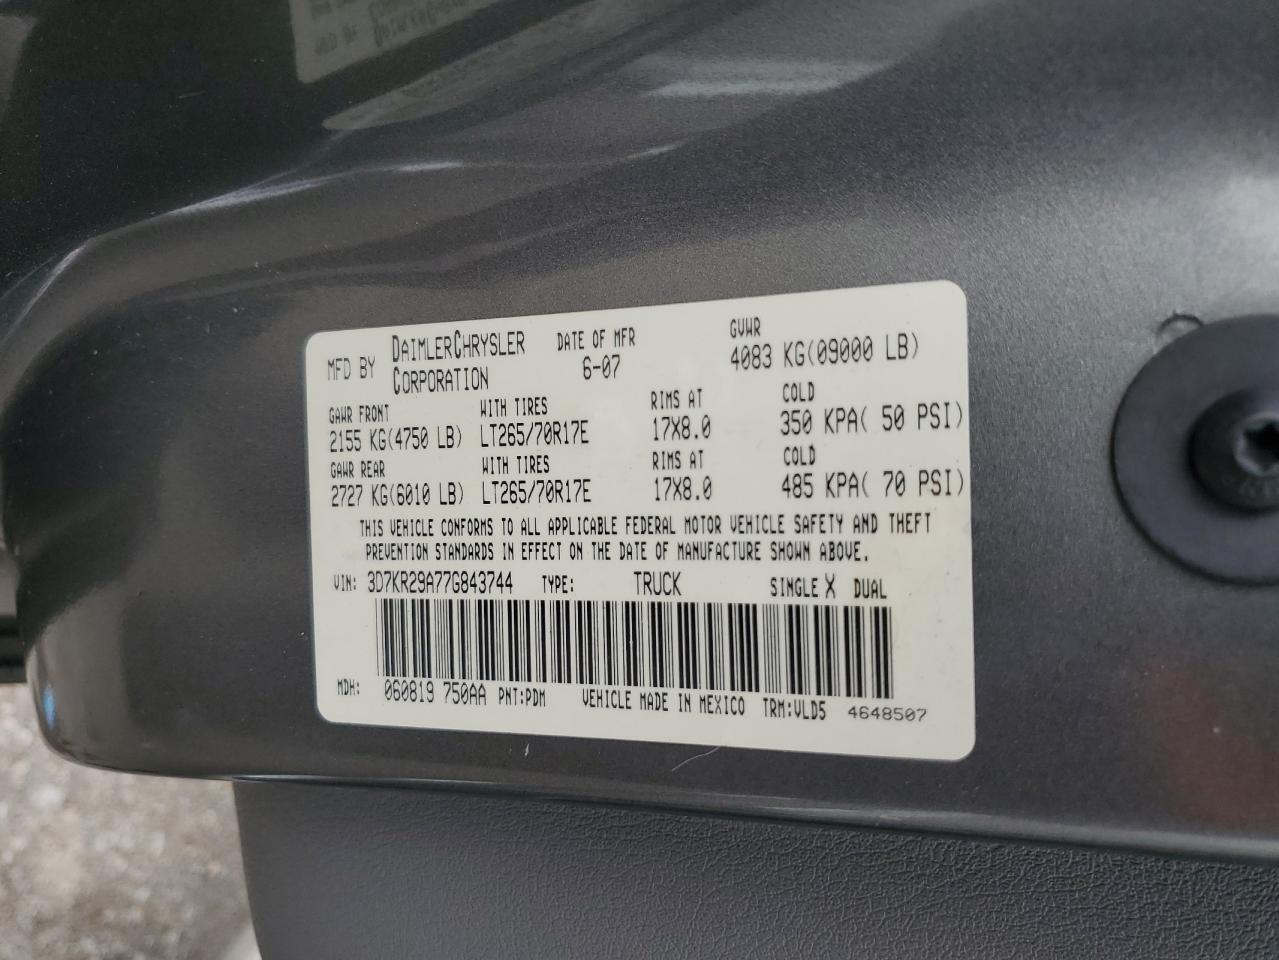 MFD BY DAIMLERCHRYSLER CORPORATION DATE OF MFR 6-07 GVWR 4083 KG(09000 LB)
GAWR FRONT WITH TIRES RIMS AT COLD
2155 KG(4750 LB) LT265/70R17E 17X8.0 350 KPA( 50 PSI)
GAWR REAR WITH TIRES RIMS AT COLD
2727 KG(6010 LB) LT265/70R17E 17X8.0 485 KPA( 70 PSI)
THIS VEHICLE CONFORMS TO ALL APPLICABLE FEDERAL MOTOR VEHICLE SAFETY AND THEFT
PREVENTION STANDARDS IN EFFECT ON THE DATE OF MANUFACTURE SHOWN ABOVE.
VIN: 3D7KR29A77G843744 TYPE: TRUCK SINGLE X DUAL
MDH: 060819 750AA PNT:PDM VEHICLE MADE IN MEXICO TRM:VLD5 4648507